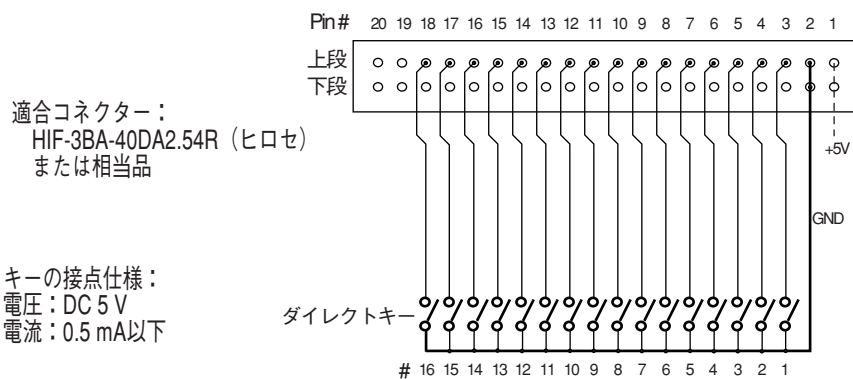 Pin# 20 19 18 17 16 15 14 13 12 11 10 9 8 7 6 5 4 3 2 1
上段
下段
適合コネクター：
HIF-3BA-40DA2.54R（ヒロセ）
または相当品
+5V
GND
キーの接点仕様：
電圧：DC 5 V
電流：0.5 mA以下
ダイレクトキー
# 16 15 14 13 12 11 10 9 8 7 6 5 4 3 2 1